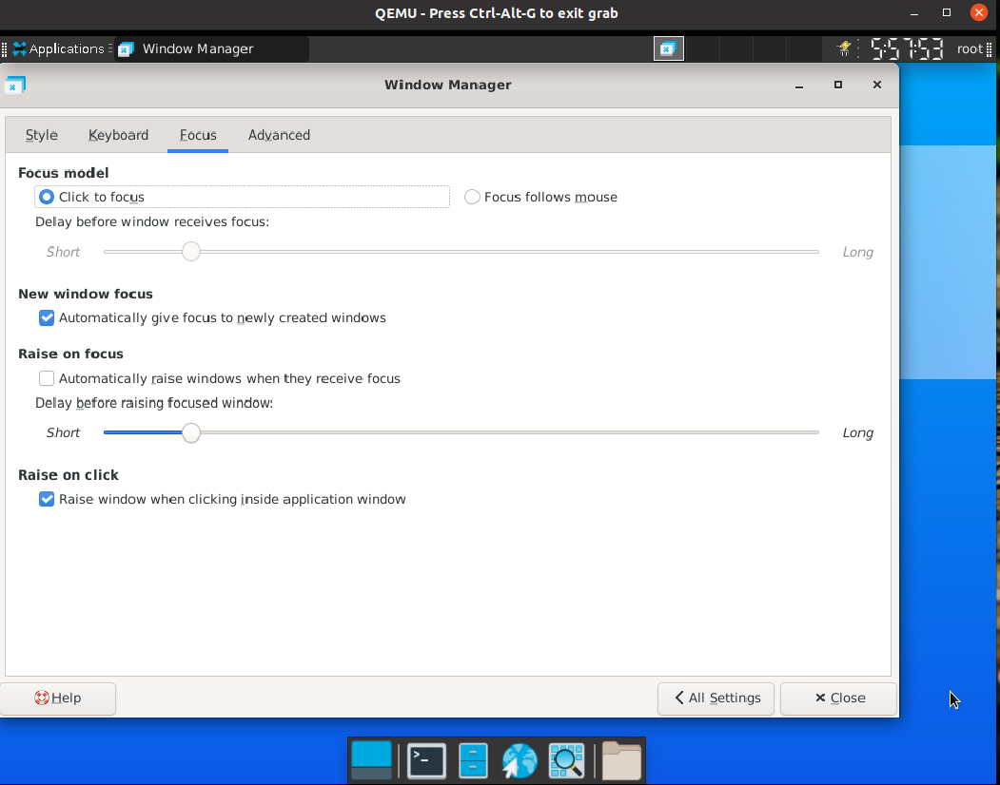 QEMU - Press Ctrl-Alt-G to exit grab
Applications Window Manager 5:57:53 root
Window Manager
Style Keyboard Focus Advanced
Focus model
Click to focus Focus follows mouse
Delay before window receives focus:
Short Long
New window focus
Automatically give focus to newly created windows
Raise on focus
Automatically raise windows when they receive focus
Delay before raising focused window:
Short Long
Raise on click
Raise window when clicking inside application window
Help All Settings Close